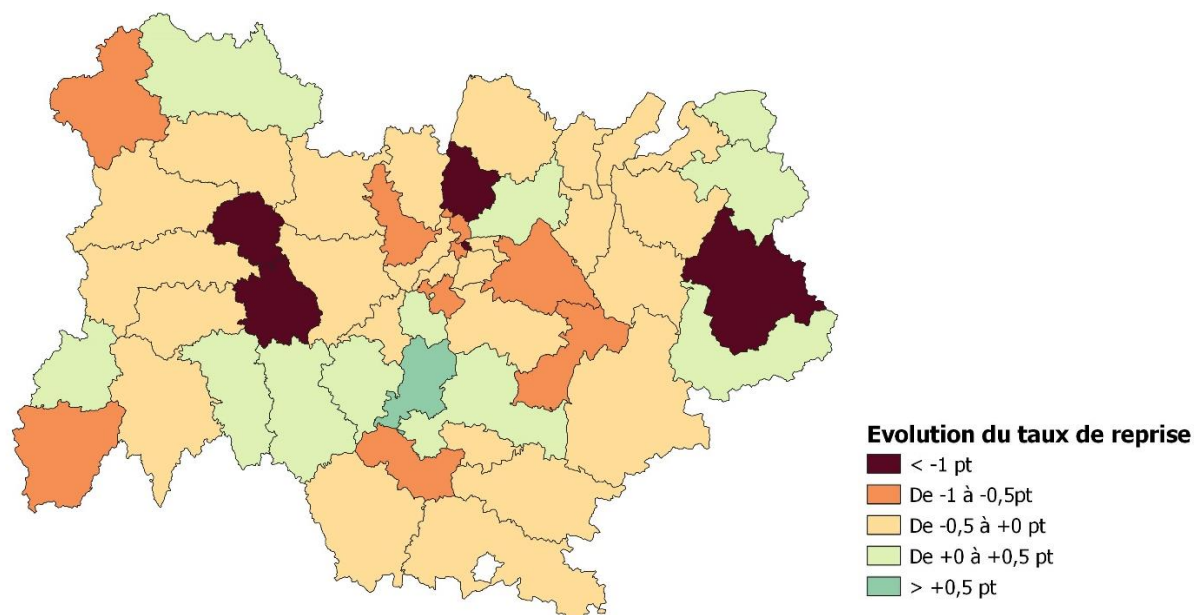 Evolution du taux de reprise
< -1 pt
De -1 à -0,5pt
De -0,5 à +0 pt
De +0 à +0,5 pt
> +0,5 pt